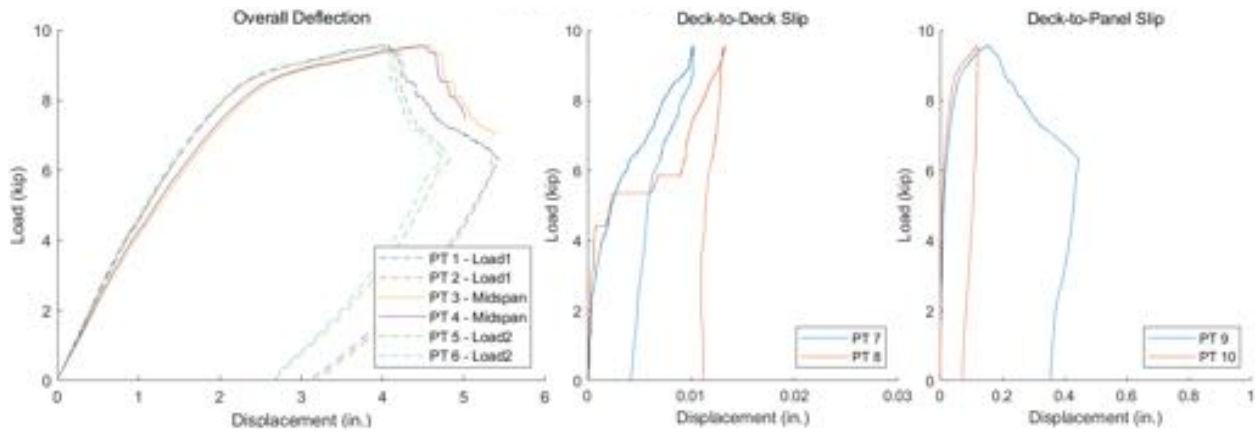 Overall Deflection
Load (kip)
10
8
6
4
2
0
0 1 2 3 4 5 6
Displacement (in.)
PT 1 - Load1
PT 2 - Load1
PT 3 - Midspan
PT 4 - Midspan
PT 5 - Load2
PT 6 - Load2
Deck-to-Deck Slip
Load (kip)
10
8
6
4
2
0
0 0.01 0.02 0.03
Displacement (in.)
PT 7
PT 8
Deck-to-Panel Slip
Load (kip)
10
8
6
4
2
0
0 0.2 0.4 0.6 0.8 1
Displacement (in.)
PT 9
PT 10